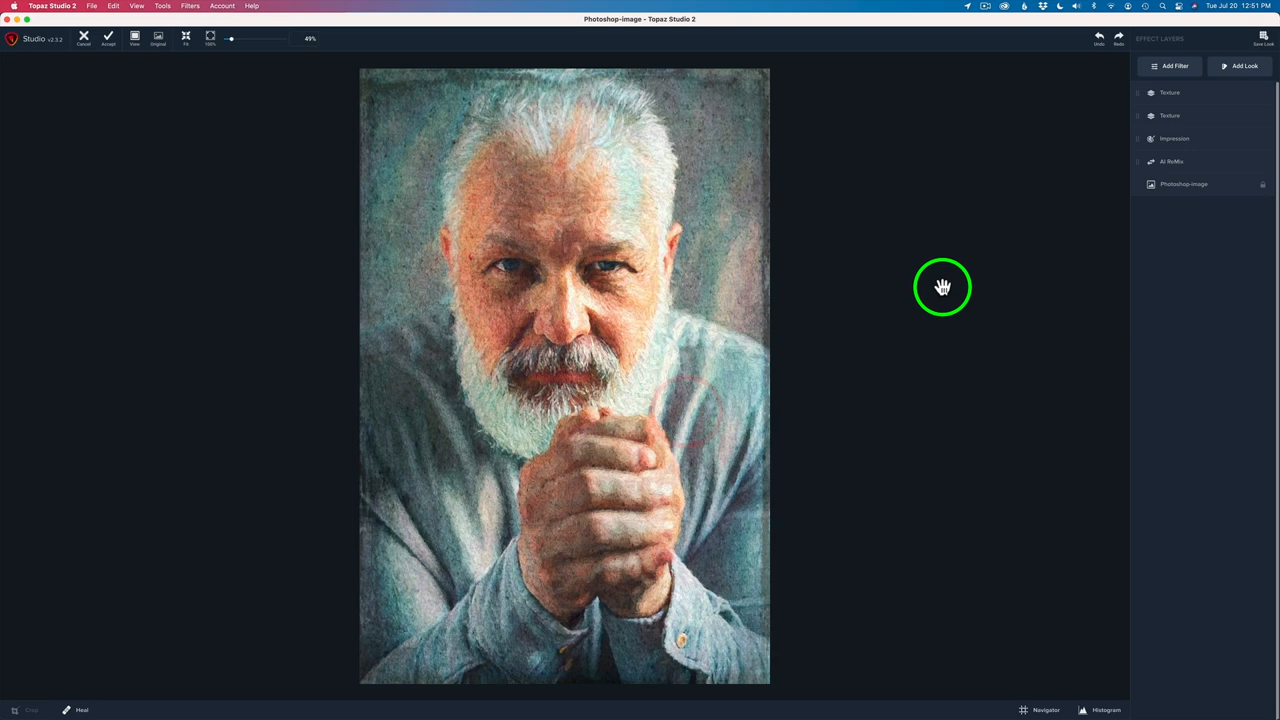 Topaz Studio 2 File Edit View Tools Filters Account Help Tue Jul 20 12:51 PM
Photoshop-image - Topaz Studio 2
Studio v2.3.2 Cancel Accept View Original Fit 100% 49% Undo Redo EFFECT LAYERS Save Look
Add Filter Add Look
Texture
Texture
Impression
AI ReMix
Photoshop-image
Crop Heal Navigator Histogram